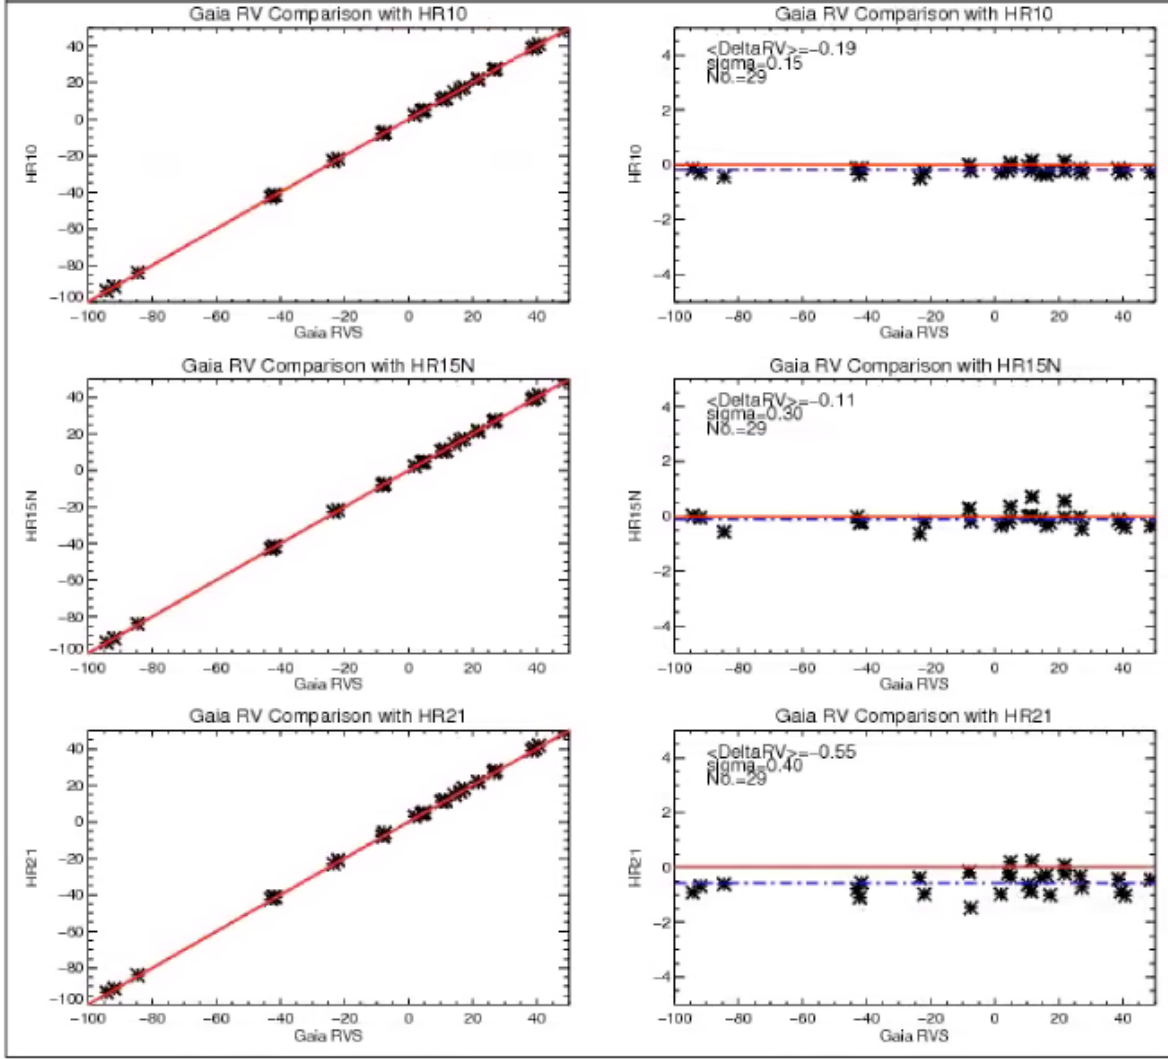 Gaia RV Comparison with HR10
HR10
40
20
0
−20
−40
−60
−80
−100
−100 −80 −60 −40 −20 0 20 40
Gaia RVS
Gaia RV Comparison with HR10
<DeltaRV>=−0.19
sigma=0.15
No.=29
HR10
4
2
0
−2
−4
−100 −80 −60 −40 −20 0 20 40
Gaia RVS
Gaia RV Comparison with HR15N
HR15N
40
20
0
−20
−40
−60
−80
−100
−100 −80 −60 −40 −20 0 20 40
Gaia RVS
Gaia RV Comparison with HR15N
<DeltaRV>=−0.11
sigma=0.30
No.=29
HR15N
4
2
0
−2
−4
−100 −80 −60 −40 −20 0 20 40
Gaia RVS
Gaia RV Comparison with HR21
HR21
40
20
0
−20
−40
−60
−80
−100
−100 −80 −60 −40 −20 0 20 40
Gaia RVS
Gaia RV Comparison with HR21
<DeltaRV>=−0.55
sigma=0.40
No.=29
HR21
4
2
0
−2
−4
−100 −80 −60 −40 −20 0 20 40
Gaia RVS